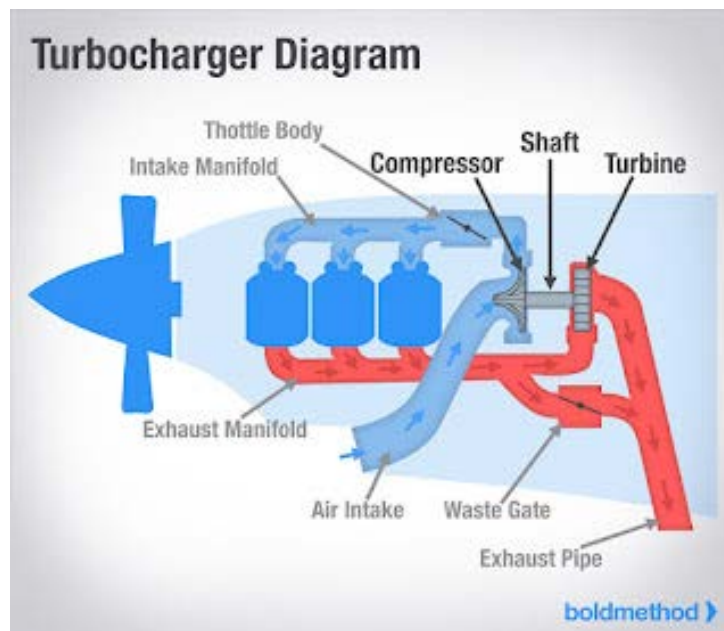 Turbocharger Diagram
Thottle Body
Intake Manifold
Compressor
Shaft
Turbine
Exhaust Manifold
Air Intake
Waste Gate
Exhaust Pipe
boldmethod